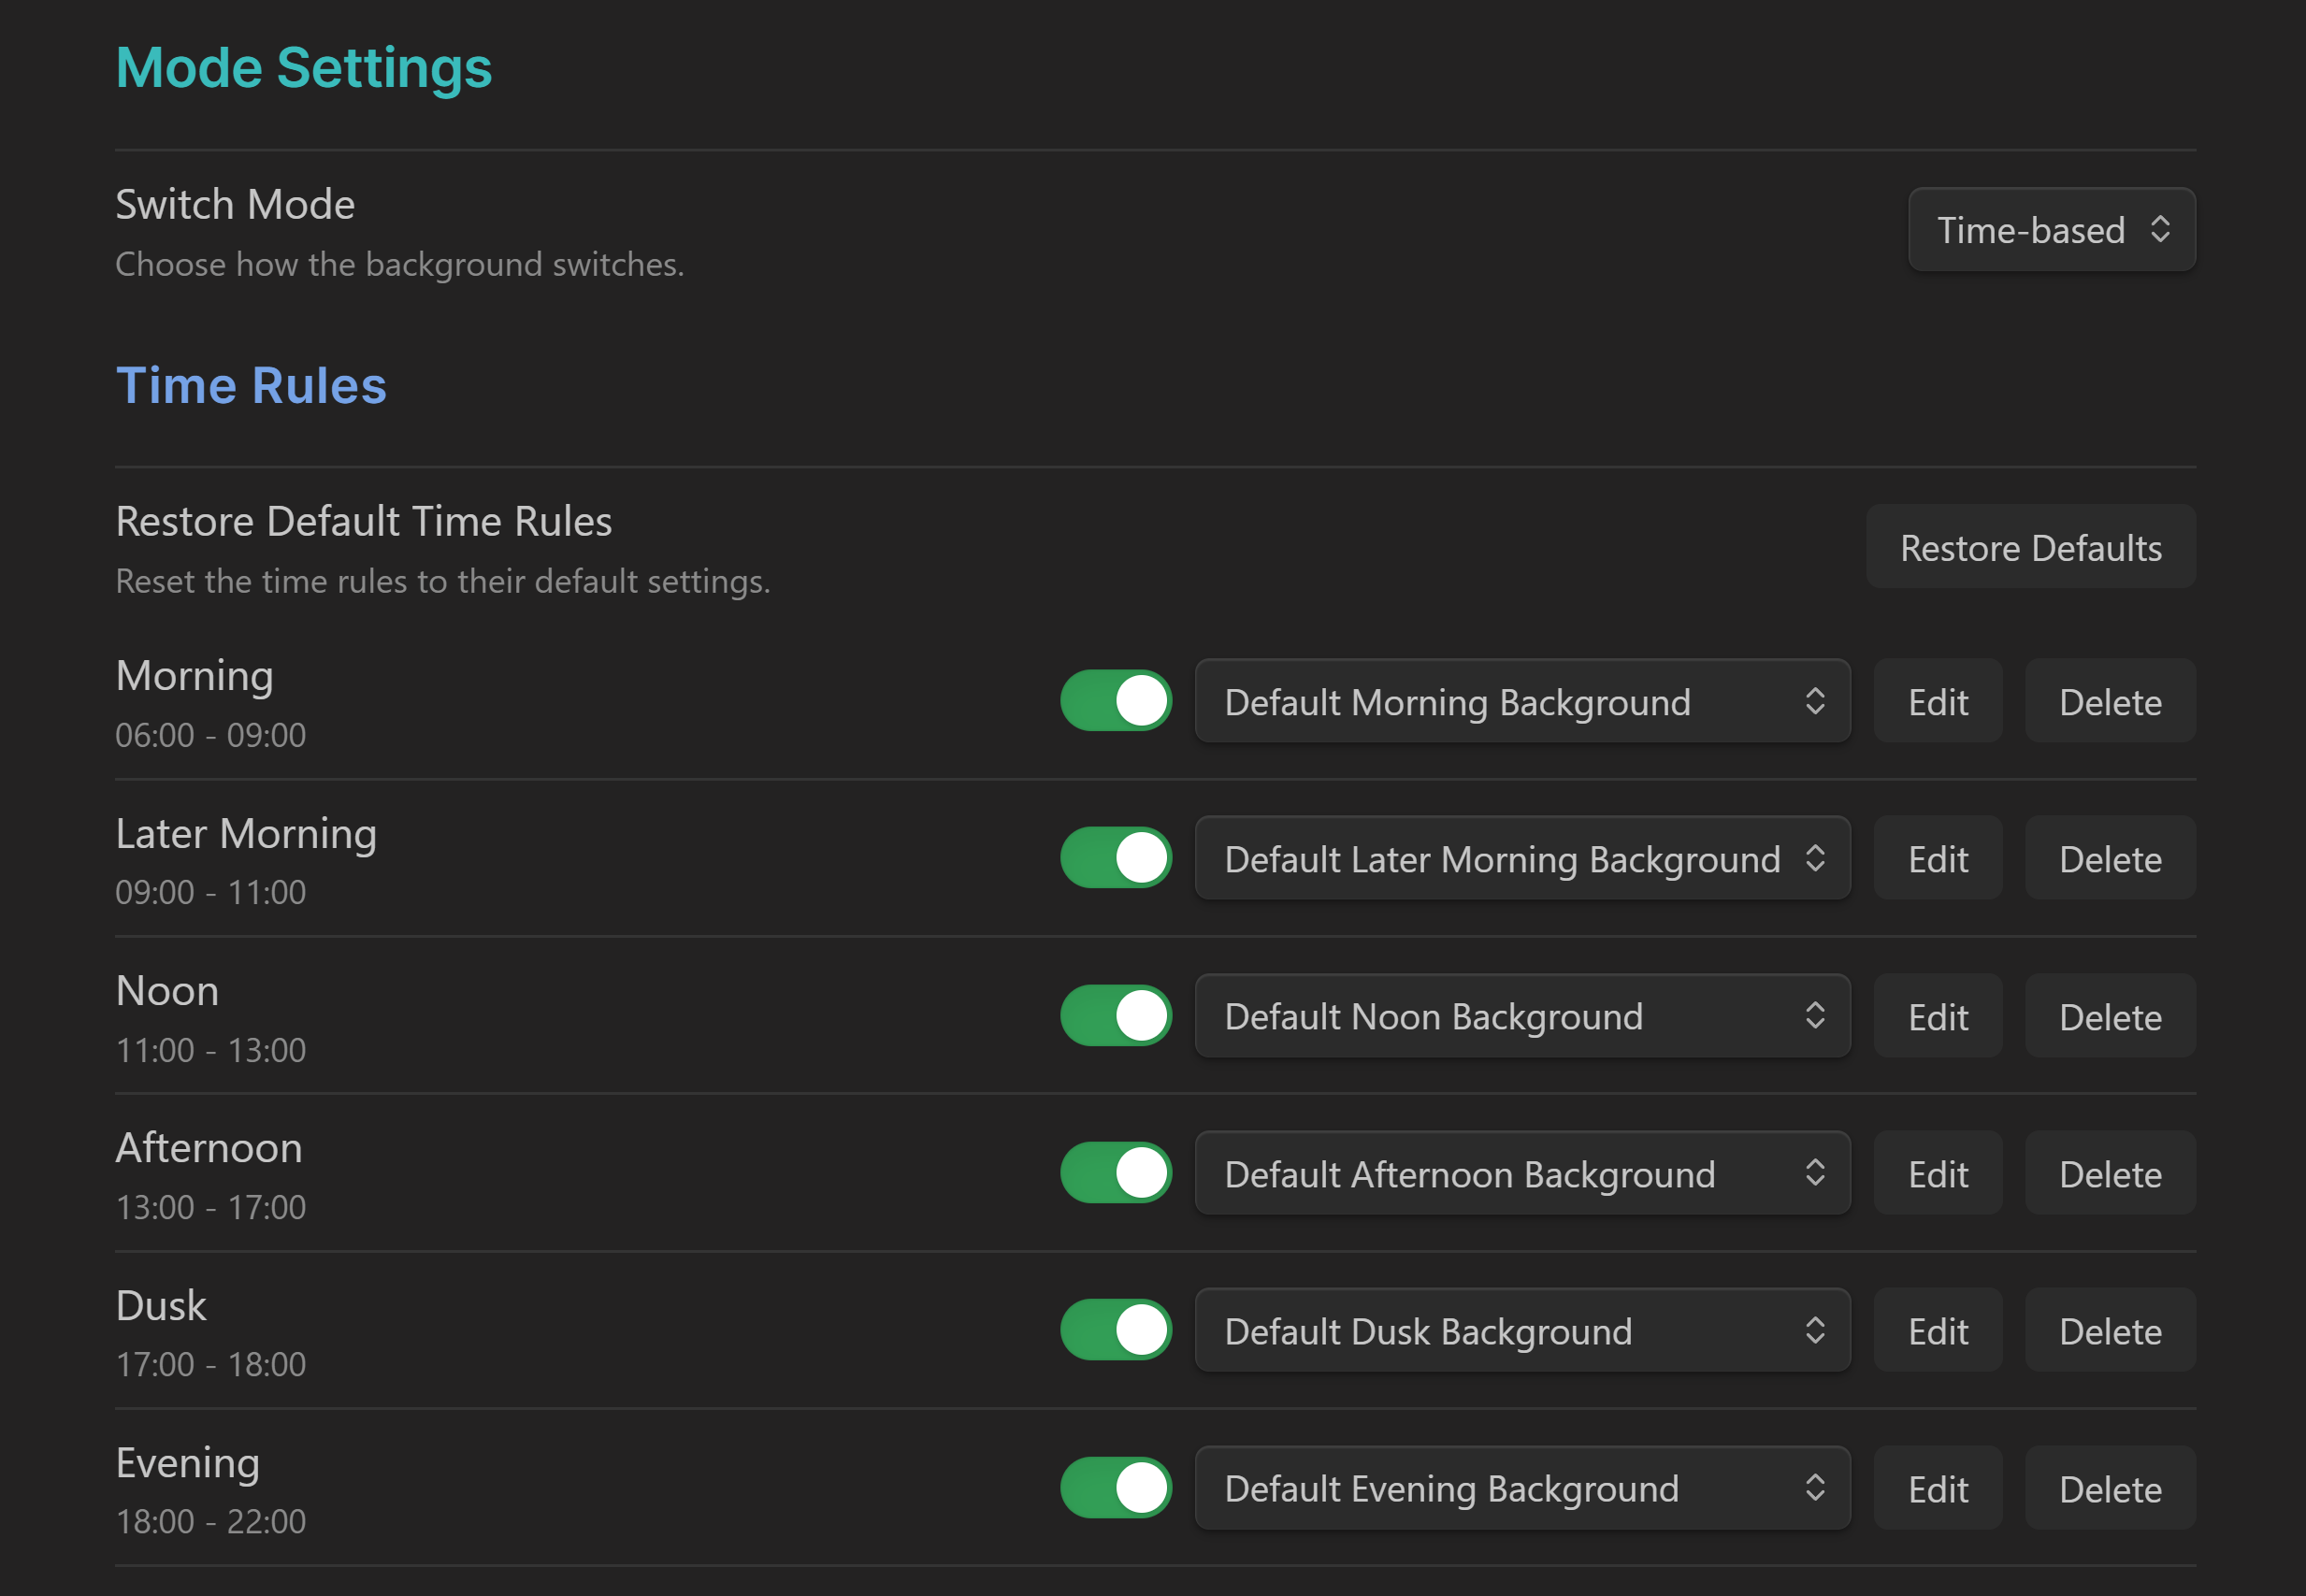 Mode Settings
Switch Mode
Choose how the background switches.
Time-based
Time Rules
Restore Default Time Rules
Reset the time rules to their default settings.
Restore Defaults
Morning
06:00 - 09:00
Default Morning Background
Edit
Delete
Later Morning
09:00 - 11:00
Default Later Morning Background
Edit
Delete
Noon
11:00 - 13:00
Default Noon Background
Edit
Delete
Afternoon
13:00 - 17:00
Default Afternoon Background
Edit
Delete
Dusk
17:00 - 18:00
Default Dusk Background
Edit
Delete
Evening
18:00 - 22:00
Default Evening Background
Edit
Delete